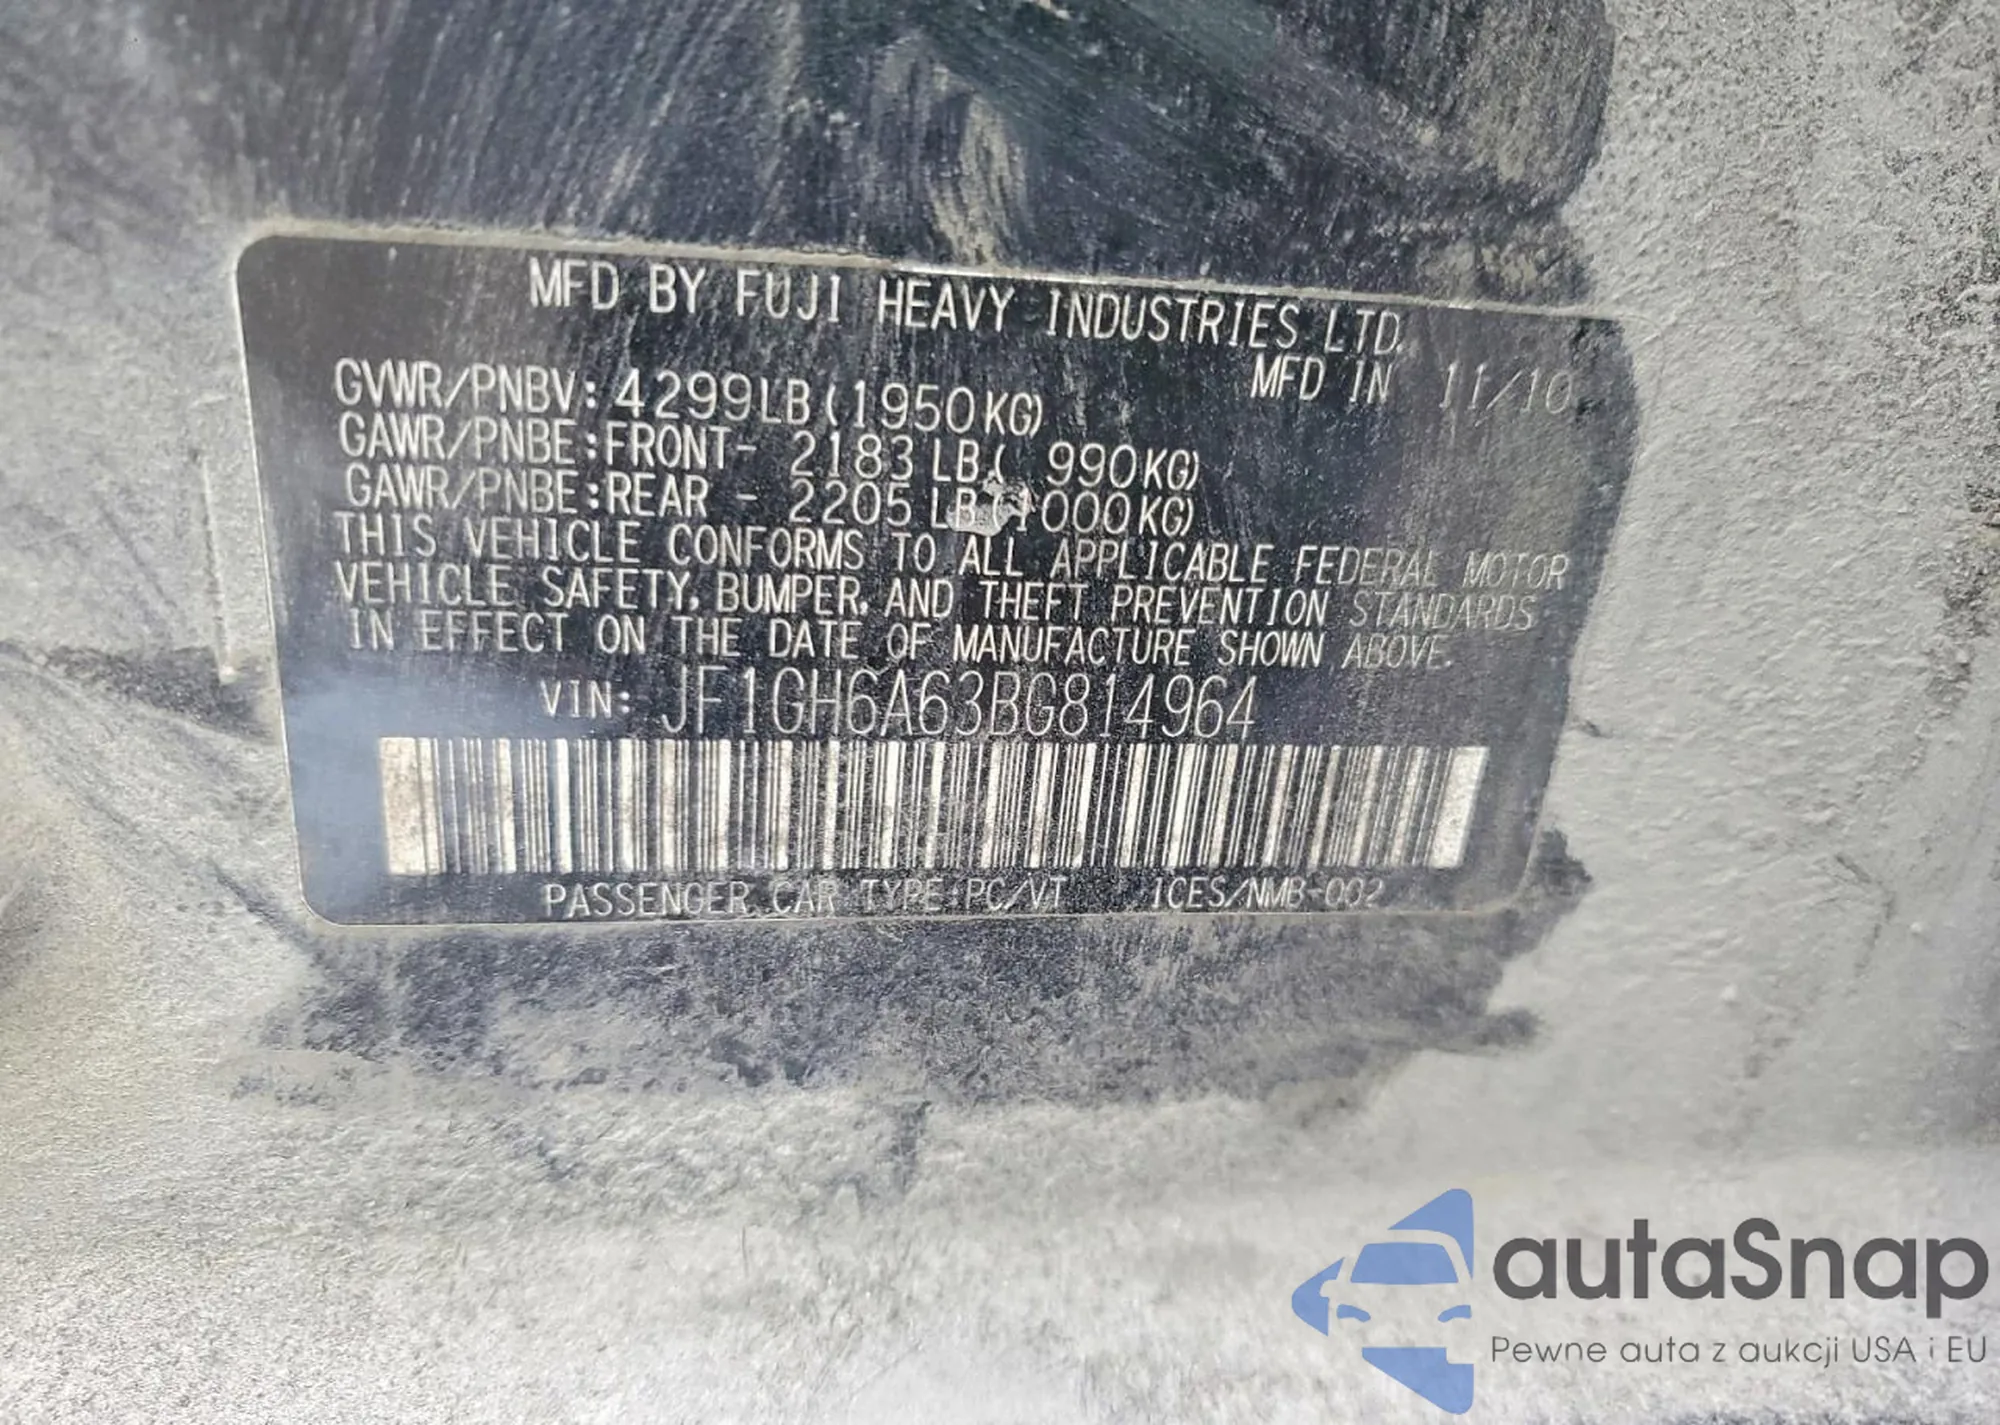 MFD BY FUJI HEAVY INDUSTRIES LTD.
MFD IN 11/10
GVWR/PNBV: 4299LB (1950KG)
GAWR/PNBE:FRONT- 2183 LB( 990KG)
GAWR/PNBE:REAR - 2205 LB(1000KG)
THIS VEHICLE CONFORMS TO ALL APPLICABLE FEDERAL MOTOR
VEHICLE SAFETY, BUMPER, AND THEFT PREVENTION STANDARDS
IN EFFECT ON THE DATE OF MANUFACTURE SHOWN ABOVE.
VIN: JF1GH6A63BG814964
PASSENGER CAR TYPE PC/VT ICES/NMB-002
autaSnap
Pewne auta z aukcji USA i EU